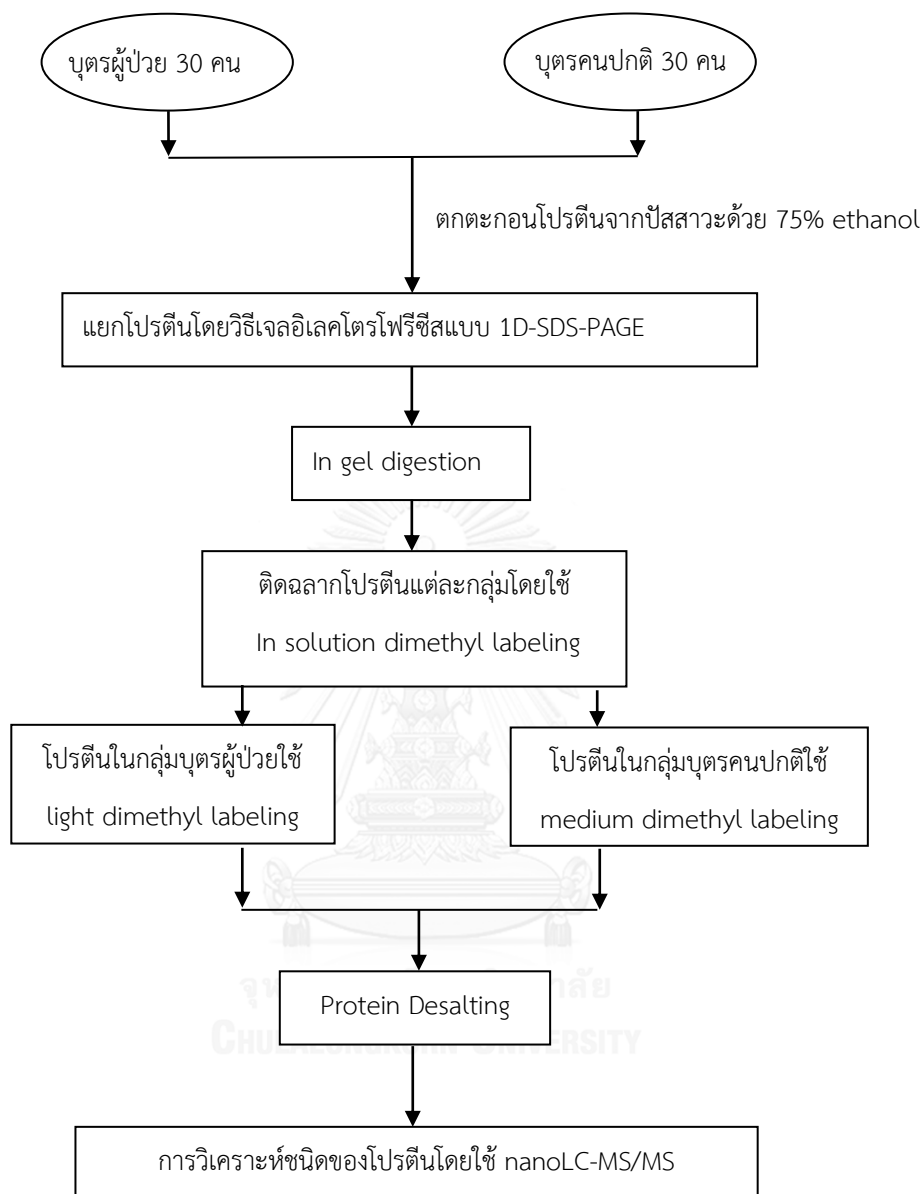 บุตรผู้ป่วย 30 คน
บุตรคนปกติ 30 คน
ตกตะกอนโปรตีนจากปัสสาวะด้วย 75% ethanol
แยกโปรตีนโดยวิธีเจลอิเลคโตรโฟรีซีสแบบ 1D-SDS-PAGE
In gel digestion
ติดฉลากโปรตีนแต่ละกลุ่มโดยใช้
In solution dimethyl labeling
โปรตีนในกลุ่มบุตรผู้ป่วยใช้
light dimethyl labeling
โปรตีนในกลุ่มบุตรคนปกติใช้
medium dimethyl labeling
Protein Desalting
การวิเคราะห์ชนิดของโปรตีนโดยใช้ nanoLC-MS/MS